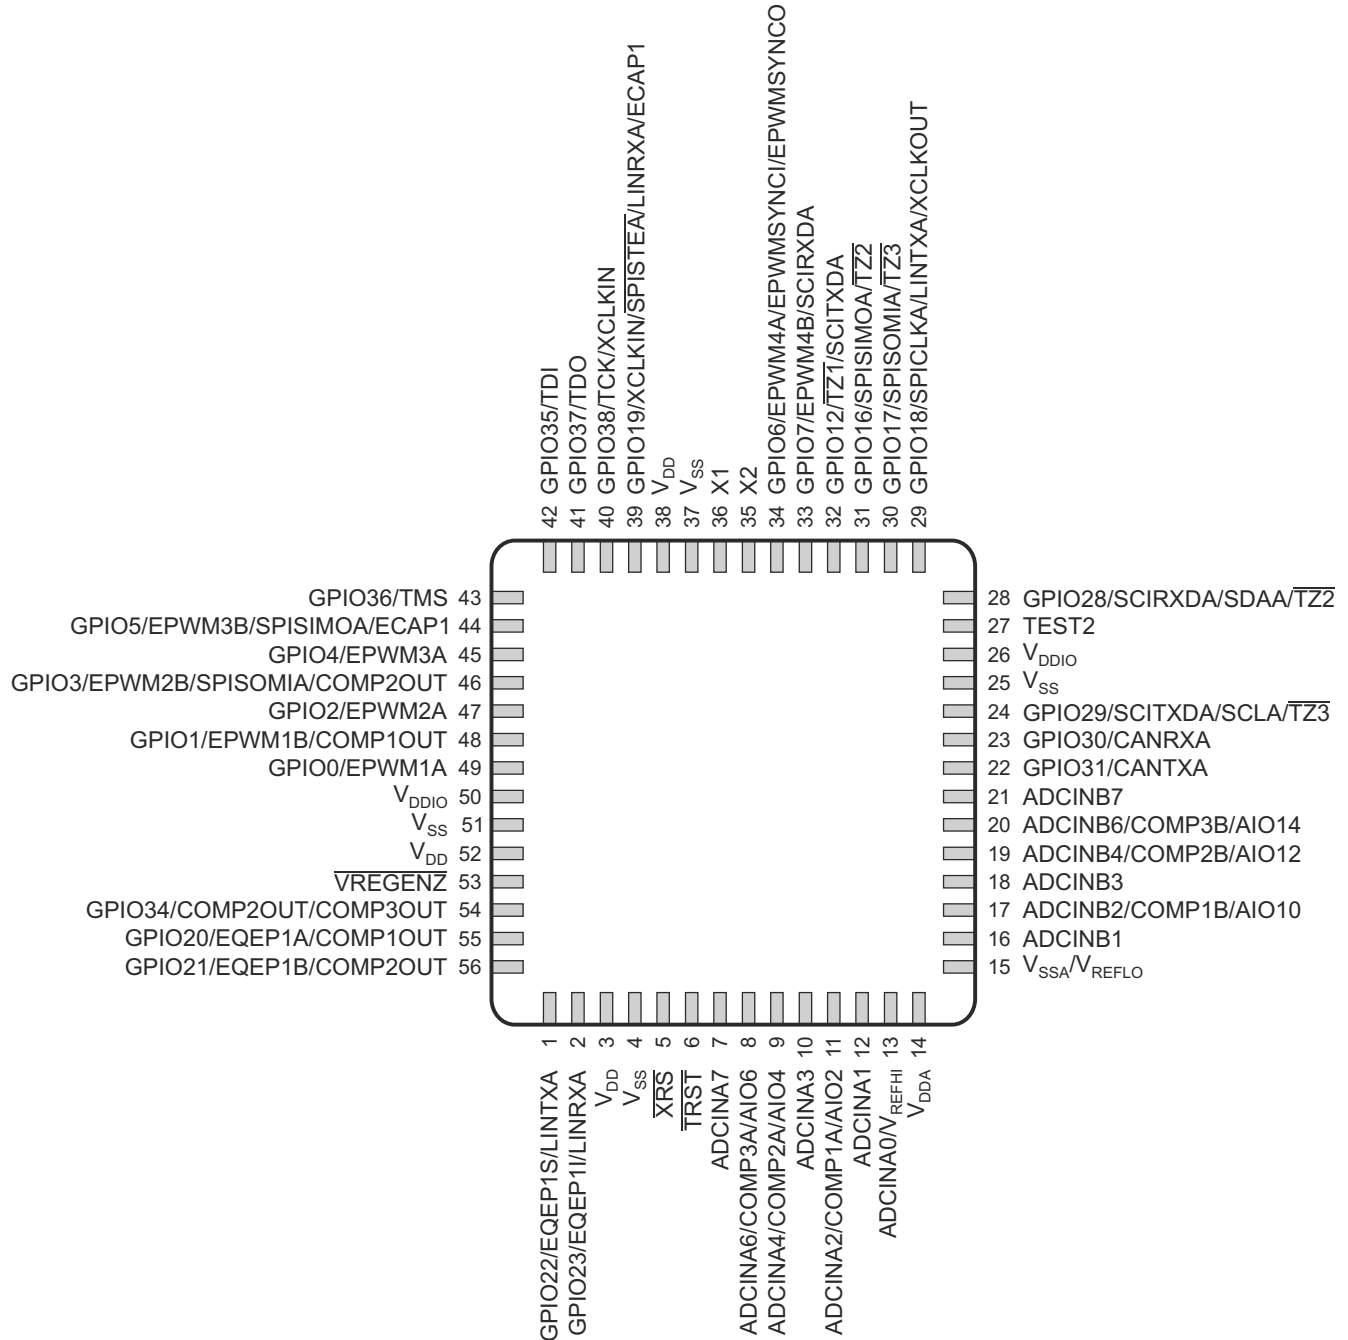 42 GPIO35/TDI
41 GPIO37/TDO
40 GPIO38/TCK/XCLKIN
39 GPIO19/XCLKIN/SPISTEA/LINRXA/ECAP1
38 VDD
37 VSS
36 X1
35 X2
34 GPIO6/EPWM4A/EPWMSYNCI/EPWMSYNCO
33 GPIO7/EPWM4B/SCIRXDA
32 GPIO12/TZ1/SCITXDA
31 GPIO16/SPISIMOA/TZ2
30 GPIO17/SPISOMIA/TZ3
29 GPIO18/SPICLKA/LINTXA/XCLKOUT
GPIO36/TMS 43
GPIO5/EPWM3B/SPISIMOA/ECAP1 44
GPIO4/EPWM3A 45
GPIO3/EPWM2B/SPISOMIA/COMP2OUT 46
GPIO2/EPWM2A 47
GPIO1/EPWM1B/COMP1OUT 48
GPIO0/EPWM1A 49
VDDIO 50
VSS 51
VDD 52
VREGENZ 53
GPIO34/COMP2OUT/COMP3OUT 54
GPIO20/EQEP1A/COMP1OUT 55
GPIO21/EQEP1B/COMP2OUT 56
28 GPIO28/SCIRXDA/SDAA/TZ2
27 TEST2
26 VDDIO
25 VSS
24 GPIO29/SCITXDA/SCLA/TZ3
23 GPIO30/CANRXA
22 GPIO31/CANTXA
21 ADCINB7
20 ADCINB6/COMP3B/AIO14
19 ADCINB4/COMP2B/AIO12
18 ADCINB3
17 ADCINB2/COMP1B/AIO10
16 ADCINB1
15 VSSA/VREFLO
1 GPIO22/EQEP1S/LINTXA
2 GPIO23/EQEP1I/LINRXA
3 VDD
4 VSS
5 XRS
6 TRST
7 ADCINA7
8 ADCINA6/COMP3A/AIO6
9 ADCINA4/COMP2A/AIO4
10 ADCINA3
11 ADCINA2/COMP1A/AIO2
12 ADCINA1
13 ADCINA0/VREFHI
14 VDDA